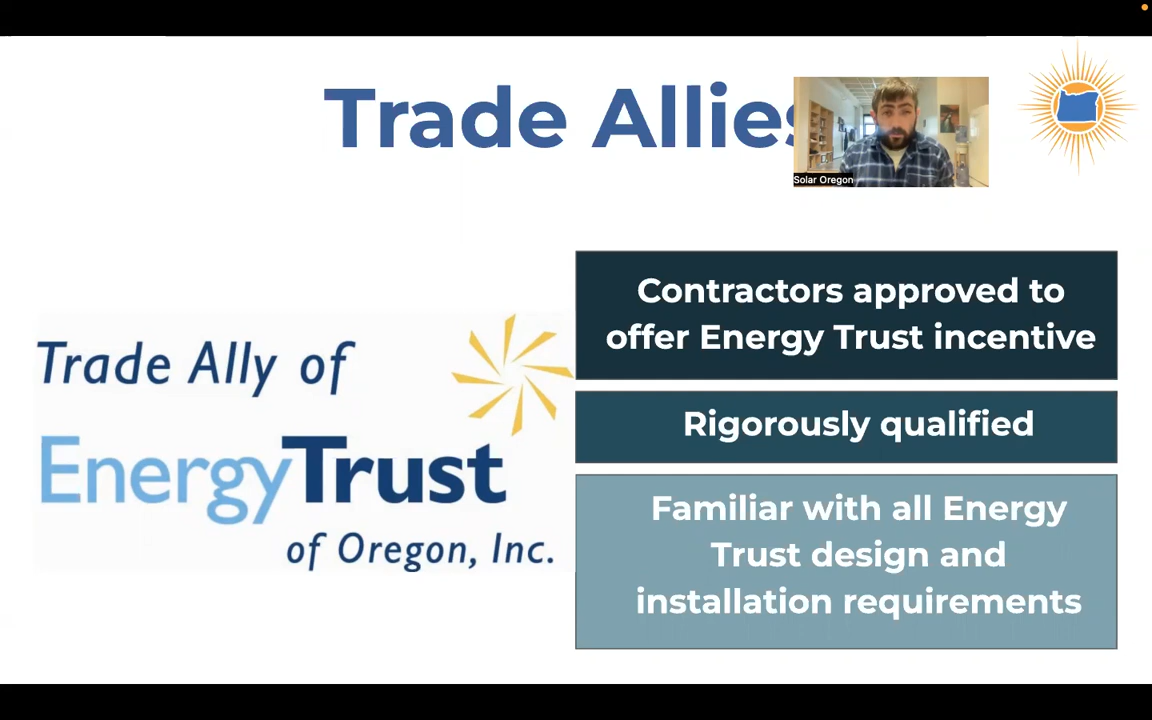 Trade Allies
Solar Oregon
Contractors approved to
offer Energy Trust incentive
Trade Ally of
EnergyTrust
of Oregon, Inc.
Rigorously qualified
Familiar with all Energy
Trust design and
installation requirements